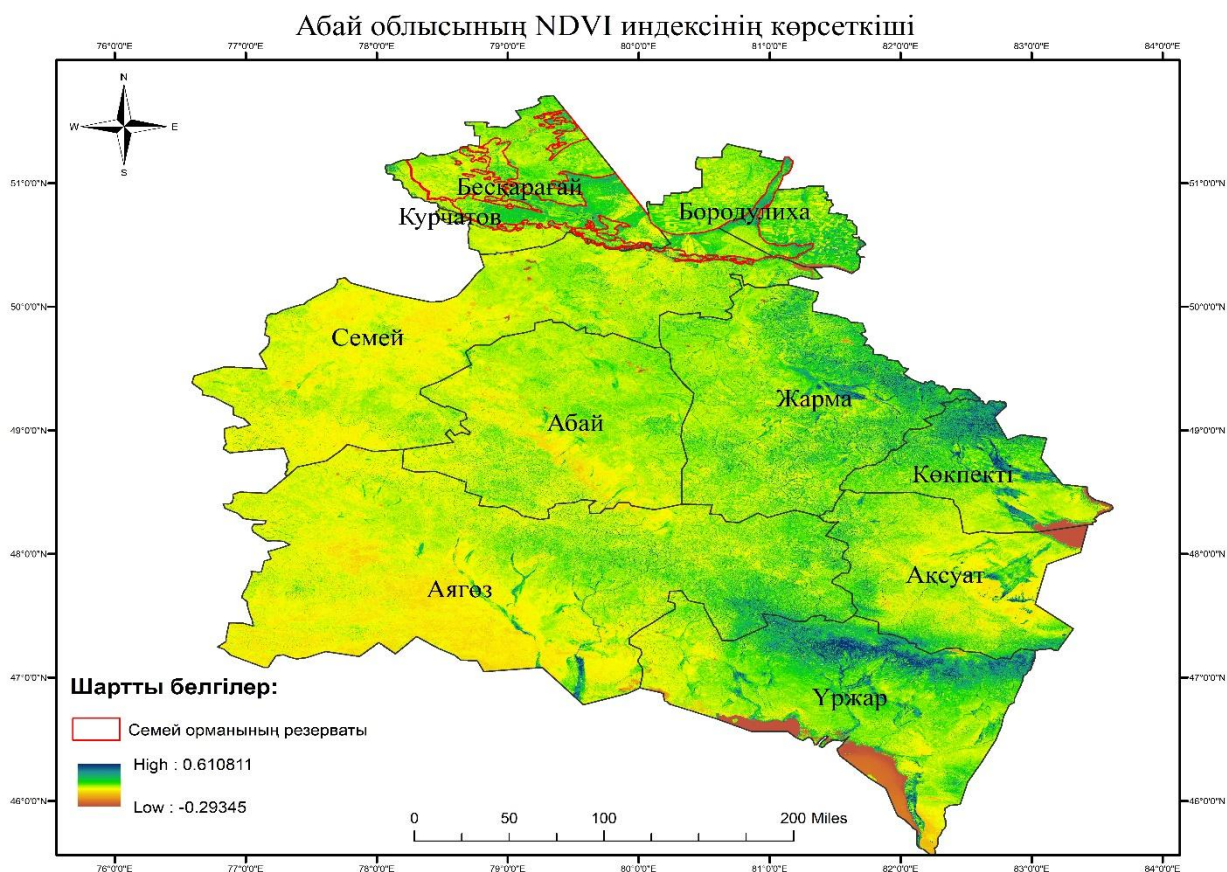 Абай облысының NDVI индексінің көрсеткіші
76°0'0"E 77°0'0"E 78°0'0"E 79°0'0"E 80°0'0"E 81°0'0"E 82°0'0"E 83°0'0"E 84°0'0"E
N
W E
S
51°0'0"N 51°0'0"N
Бесқарағай
Бородулиха
Курчатов
50°0'0"N 50°0'0"N
Семей
Жарма
Абай
49°0'0"N 49°0'0"N
Көкпекті
48°0'0"N 48°0'0"N
Ақсуат
Аягөз
47°0'0"N 47°0'0"N
Үржар
Шартты белгілер:
Семей орманының резерваты
High : 0.610811
Low : -0.29345
46°0'0"N 46°0'0"N
0 50 100 200 Miles
76°0'0"E 77°0'0"E 78°0'0"E 79°0'0"E 80°0'0"E 81°0'0"E 82°0'0"E 83°0'0"E 84°0'0"E